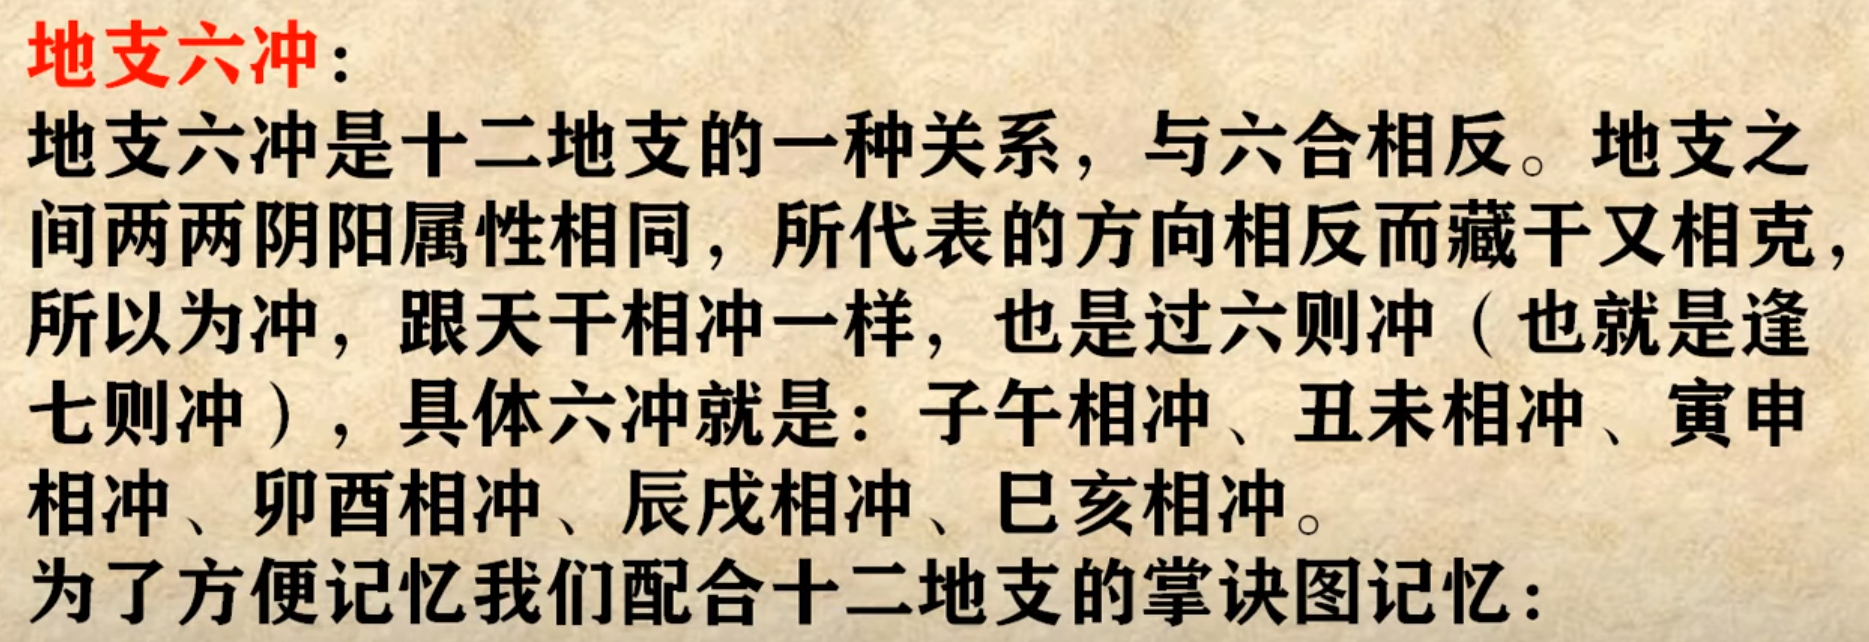 地支六冲：
地支六冲是十二地支的一种关系，与六合相反。地支之
间两两阴阳属性相同，所代表的方向相反而藏干又相克，
所以为冲，跟天干相冲一样，也是过六则冲（也就是逢
七则冲），具体六冲就是：子午相冲、丑未相冲、寅申
相冲、卯酉相冲、辰戌相冲、巳亥相冲。
为了方便记忆我们配合十二地支的掌诀图记忆：